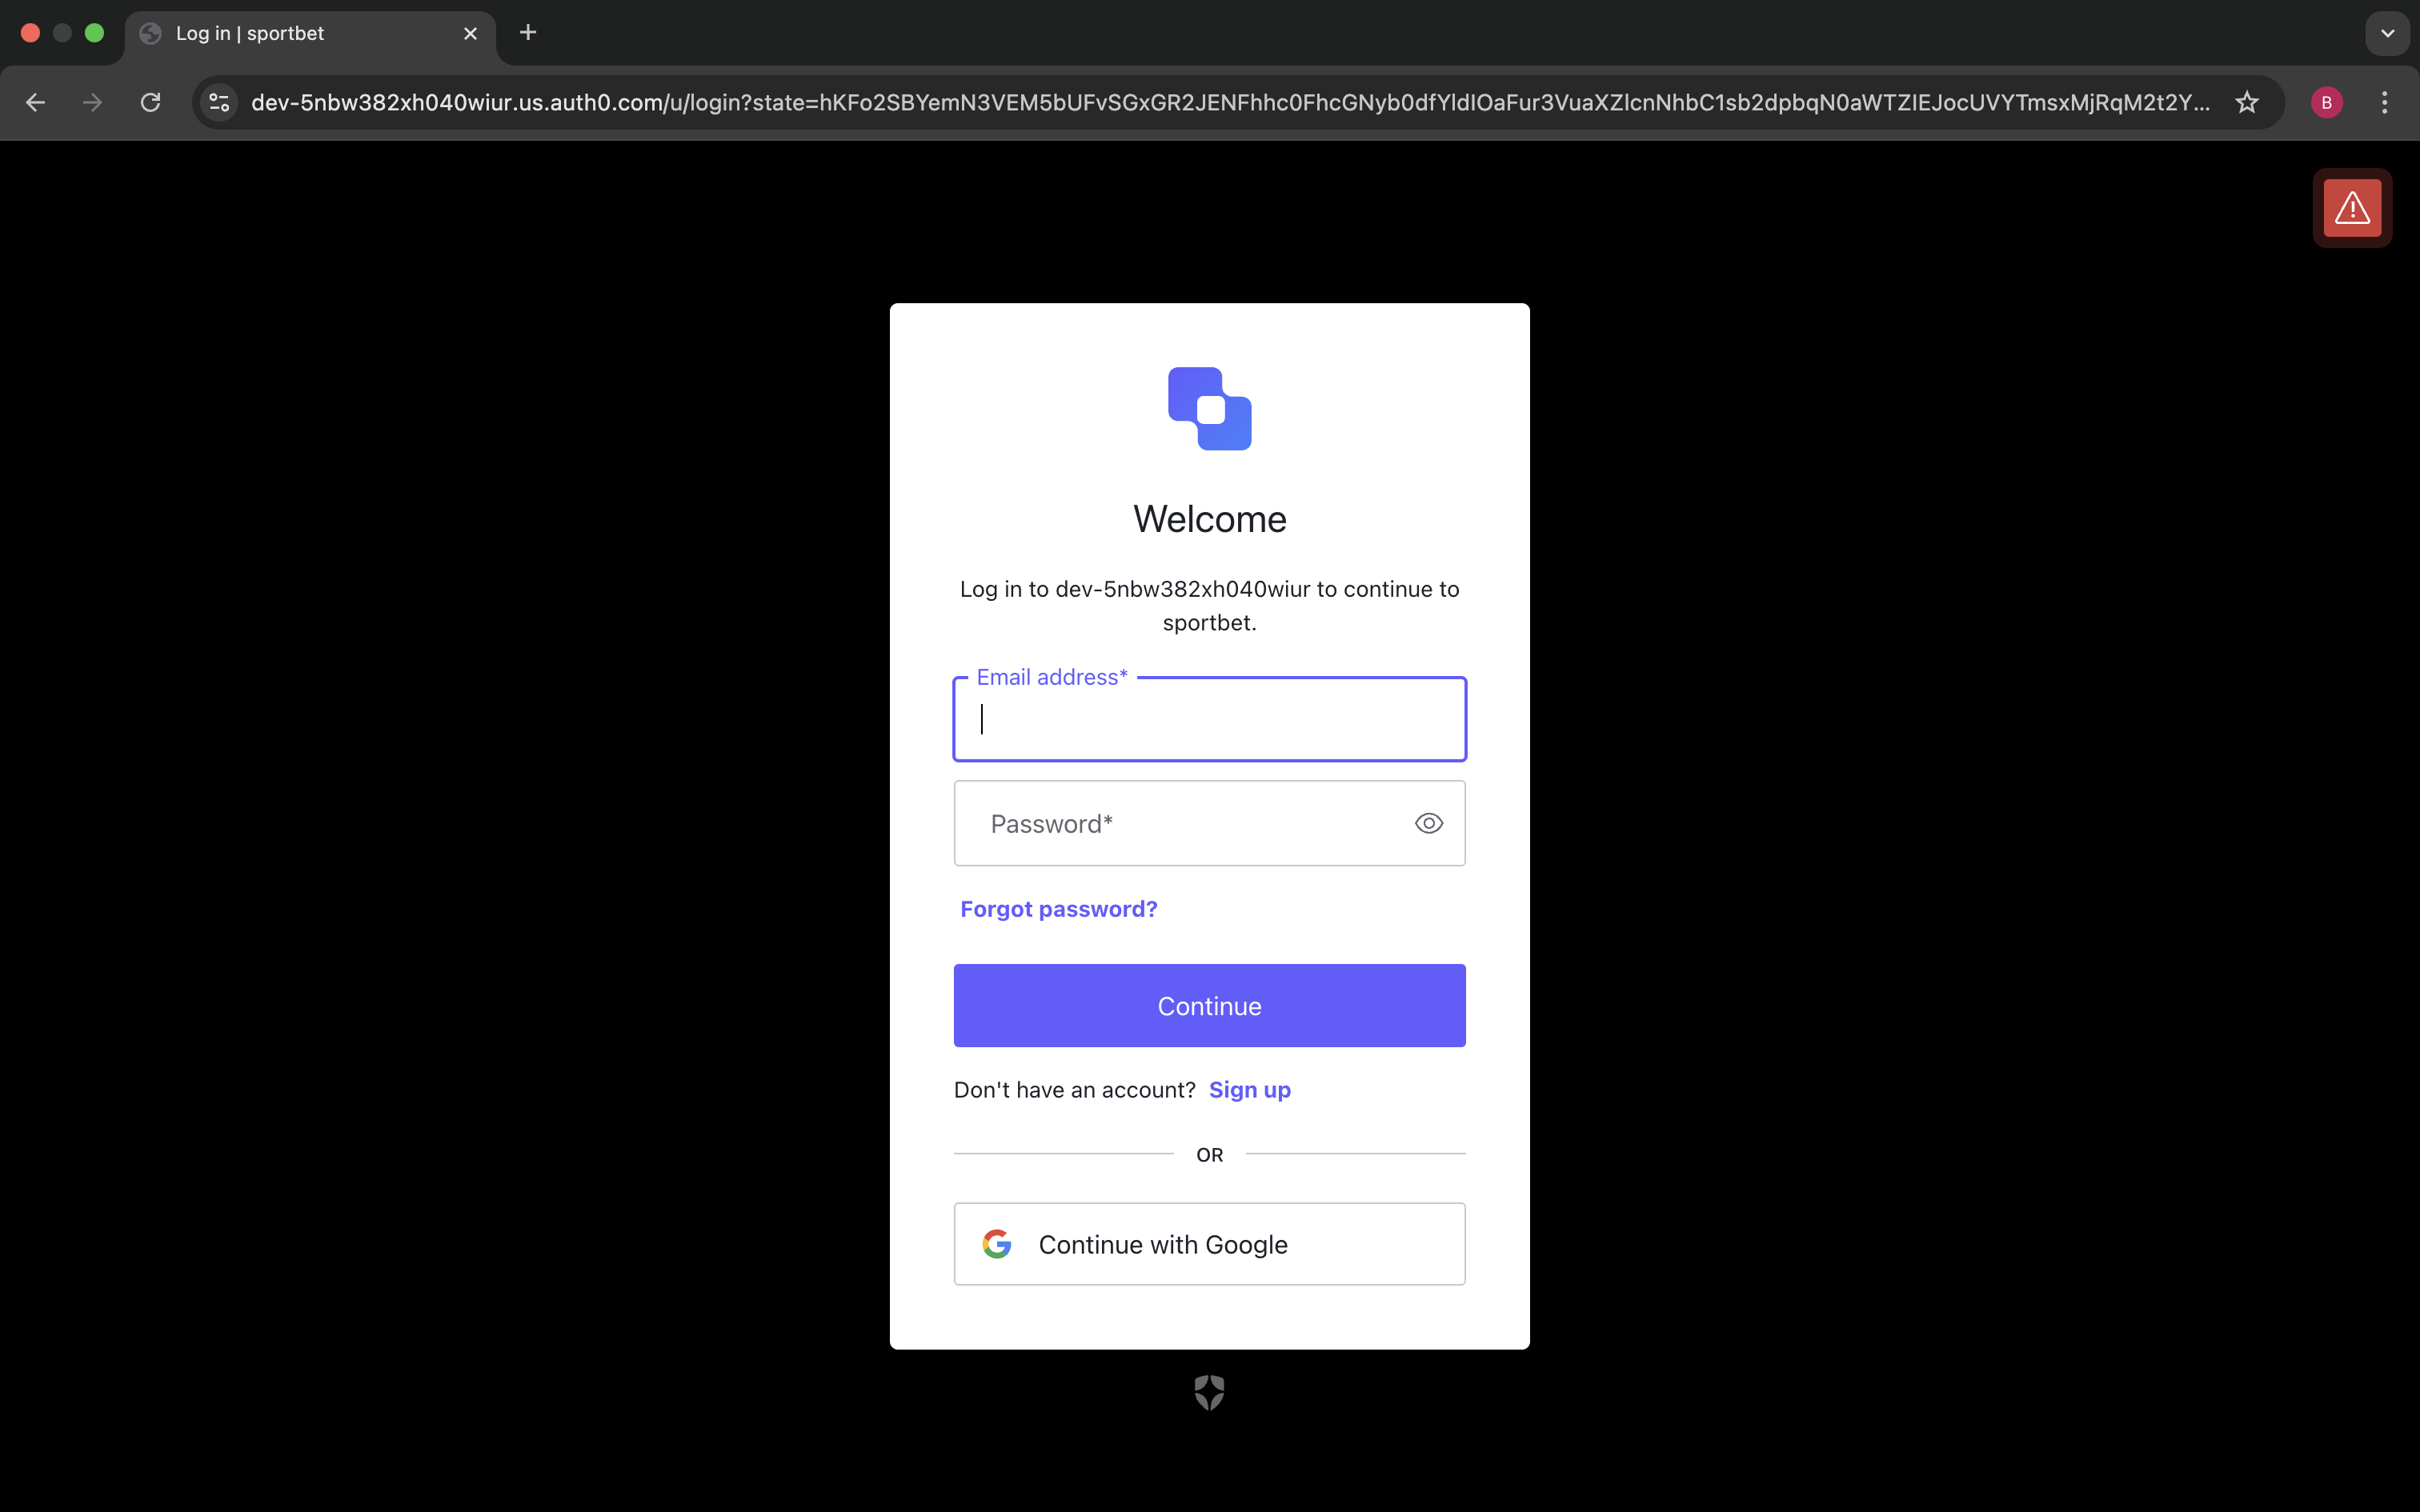 Log in | sportbet
dev-5nbw382xh040wiur.us.auth0.com/u/login?state=hKFo2SBYemN3VEM5bUFvSGxGR2JENFhhc0FhcGNyb0dfYldIOaFur3VuaXZlcnNhbC1sb2dpbqN0aWTZIEJocUVYTmsxMjRqM2t2Y...
B
Welcome
Log in to dev-5nbw382xh040wiur to continue to
sportbet.
Email address*
Password*
Forgot password?
Continue
Don't have an account? Sign up
OR
Continue with Google